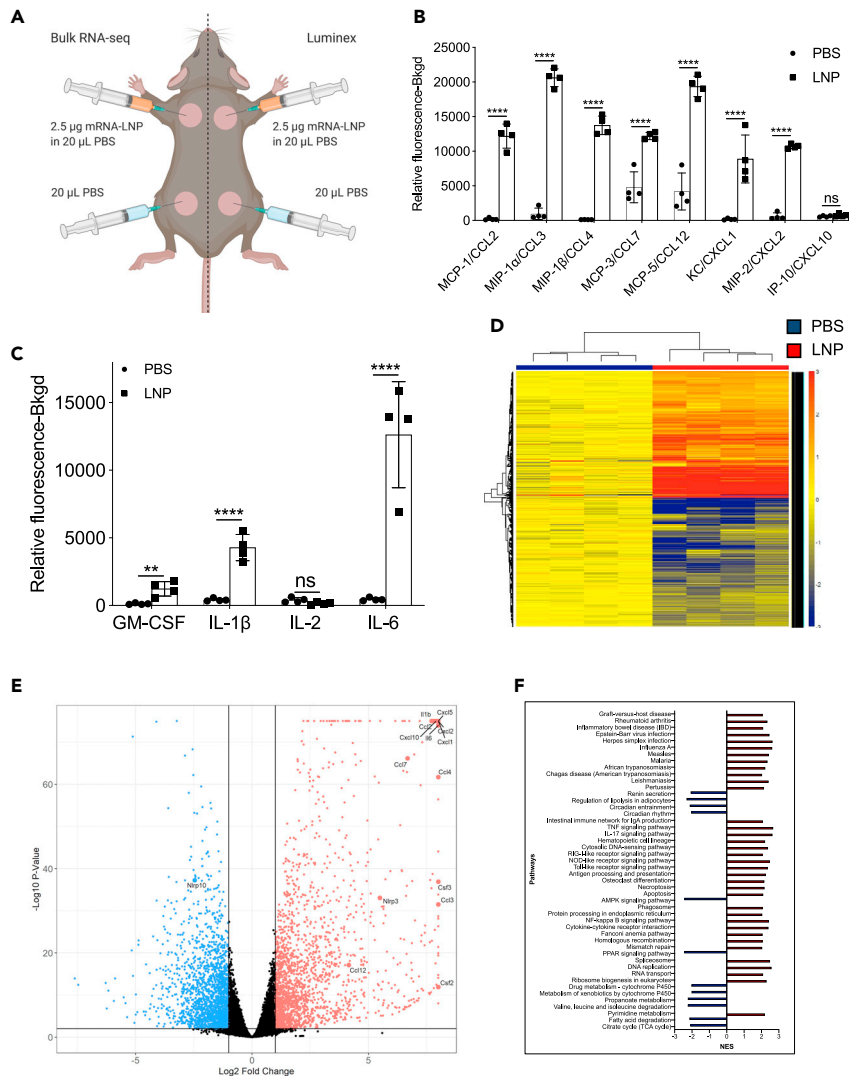 A
Bulk RNA-seq
Luminex
2.5 µg mRNA-LNP
in 20 µL PBS
2.5 µg mRNA-LNP
in 20 µL PBS
20 µL PBS
20 µL PBS
B
PBS
LNP
Relative fluorescence-Bkgd
25000
20000
15000
10000
5000
0
****
****
****
****
****
****
****
ns
MCP-1/CCL2
MIP-1α/CCL3
MIP-1β/CCL4
MCP-3/CCL7
MCP-5/CCL12
KC/CXCL1
MIP-2/CXCL2
IP-10/CXCL10
C
PBS
LNP
Relative fluorescence-Bkgd
15000
10000
5000
0
**
****
ns
****
GM-CSF
IL-1β
IL-2
IL-6
D
PBS
LNP
3
2
1
0
-1
-2
E
-Log10 P-Value
60
40
20
0
Il1b
Cxcl5
Ccl2
Cxcl2
Cxcl10
Il6
Cxcl1
Ccl7
Ccl4
Nlrp10
Nlrp3
Csf3
Ccl3
Ccl12
Csf2
-5
0
5
Log2 Fold Change
F
Pathways
Graft-versus-host disease
Rheumatoid arthritis
Inflammatory bowel disease (IBD)
Epstein-Barr virus infection
Herpes simplex infection
Influenza A
Measles
Malaria
African trypanosomiasis
Chagas disease (American trypanosomiasis)
Leishmaniasis
Pertussis
Renin secretion
Regulation of lipolysis in adipocytes
Circadian entrainment
Circadian rhythm
Intestinal immune network for IgA production
TNF signaling pathway
IL-17 signaling pathway
Hematopoietic cell lineage
Cytosolic DNA-sensing pathway
RIG-I-like receptor signaling pathway
NOD-like receptor signaling pathway
Toll-like receptor signaling pathway
Antigen processing and presentation
Osteoclast differentiation
Necroptosis
Apoptosis
AMPK signaling pathway
Phagosome
Protein processing in endoplasmic reticulum
NF-kappa B signaling pathway
Cytokine-cytokine receptor interaction
Fanconi anemia pathway
Homologous recombination
Mismatch repair
PPAR signaling pathway
Spliceosome
DNA replication
RNA transport
Ribosome biogenesis in eukaryotes
Drug metabolism - cytochrome P450
Metabolism of xenobiotics by cytochrome P450
Propanoate metabolism
Valine, leucine and isoleucine degradation
Pyrimidine metabolism
Fatty acid degradation
Citrate cycle (TCA cycle)
-3
-2
-1
0
1
2
3
NES